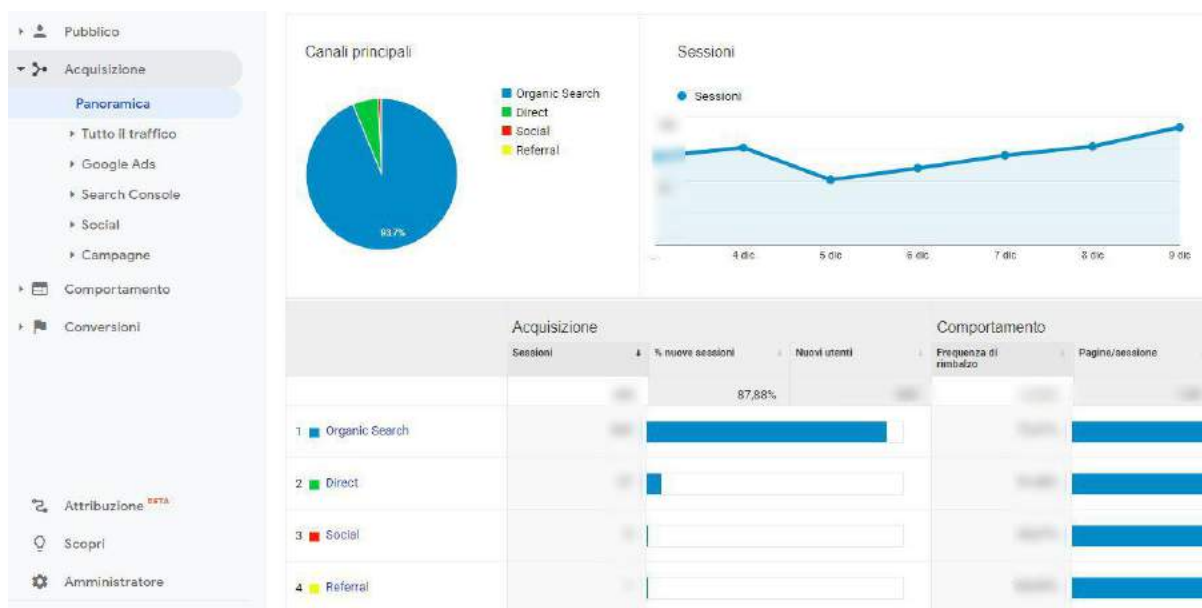 Pubblico
Acquisizione
Panoramica
Tutto il traffico
Google Ads
Search Console
Social
Campagne
Comportamento
Conversioni
Attribuzione BETA
Scopri
Amministratore
Canali principali
Organic Search
Direct
Social
Referral
93.7%
Sessioni
Sessioni
4 dic
5 dic
6 dic
7 dic
8 dic
9 dic
Acquisizione
Comportamento
Sessioni
% nuove sessioni
Nuovi utenti
Frequenza di
rimbalzo
Pagine/sessione
87,88%
1 Organic Search
2 Direct
3 Social
4 Referral